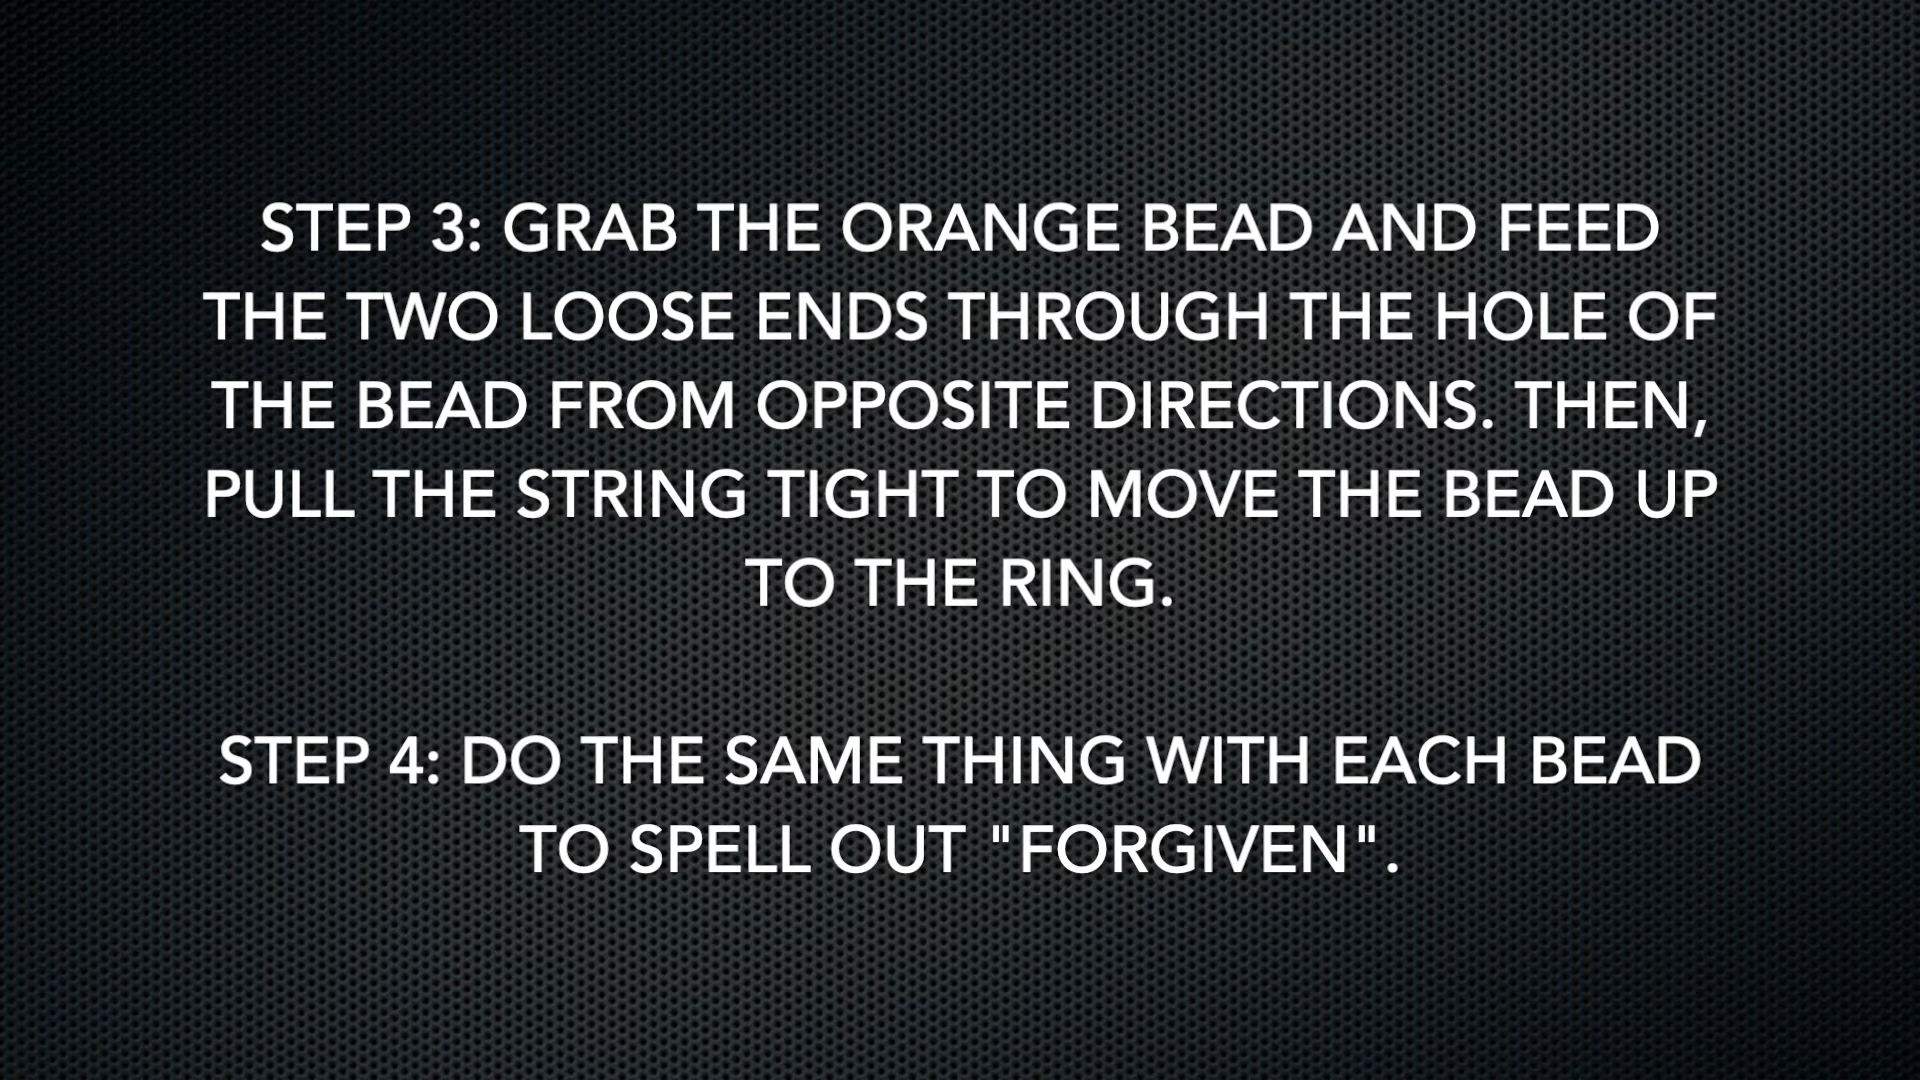 STEP 3: GRAB THE ORANGE BEAD AND FEED
THE TWO LOOSE ENDS THROUGH THE HOLE OF
THE BEAD FROM OPPOSITE DIRECTIONS. THEN,
PULL THE STRING TIGHT TO MOVE THE BEAD UP
TO THE RING.
STEP 4: DO THE SAME THING WITH EACH BEAD
TO SPELL OUT "FORGIVEN".